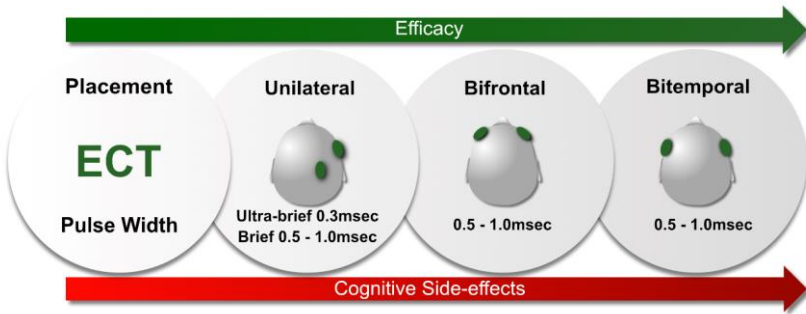 Efficacy
Placement
ECT
Pulse Width
Unilateral
Ultra-brief 0.3msec
Brief 0.5 - 1.0msec
Bifrontal
0.5 - 1.0msec
Bitemporal
0.5 - 1.0msec
Cognitive Side-effects